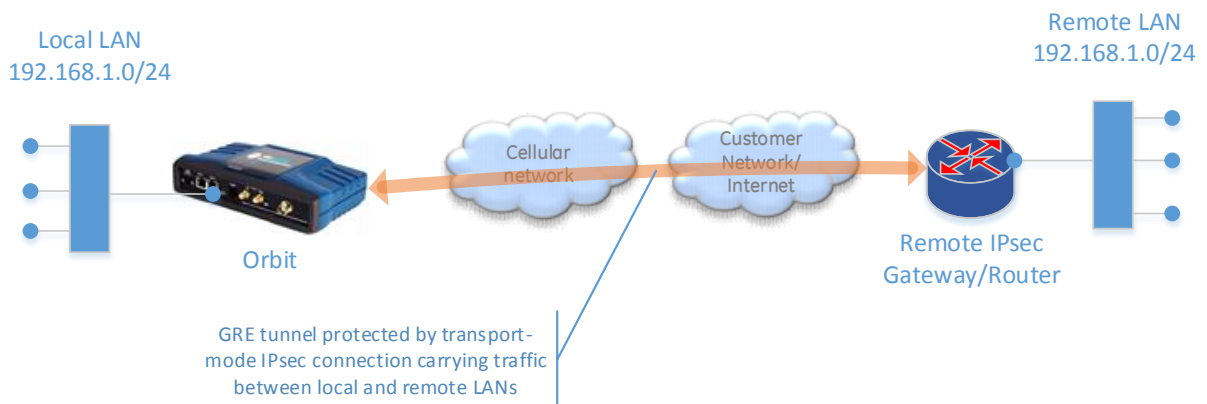 Local LAN
192.168.1.0/24
Remote LAN
192.168.1.0/24
Cellular
network
Customer
Network/
Internet
Orbit
Remote IPsec
Gateway/Router
GRE tunnel protected by transport-
mode IPsec connection carrying traffic
between local and remote LANs